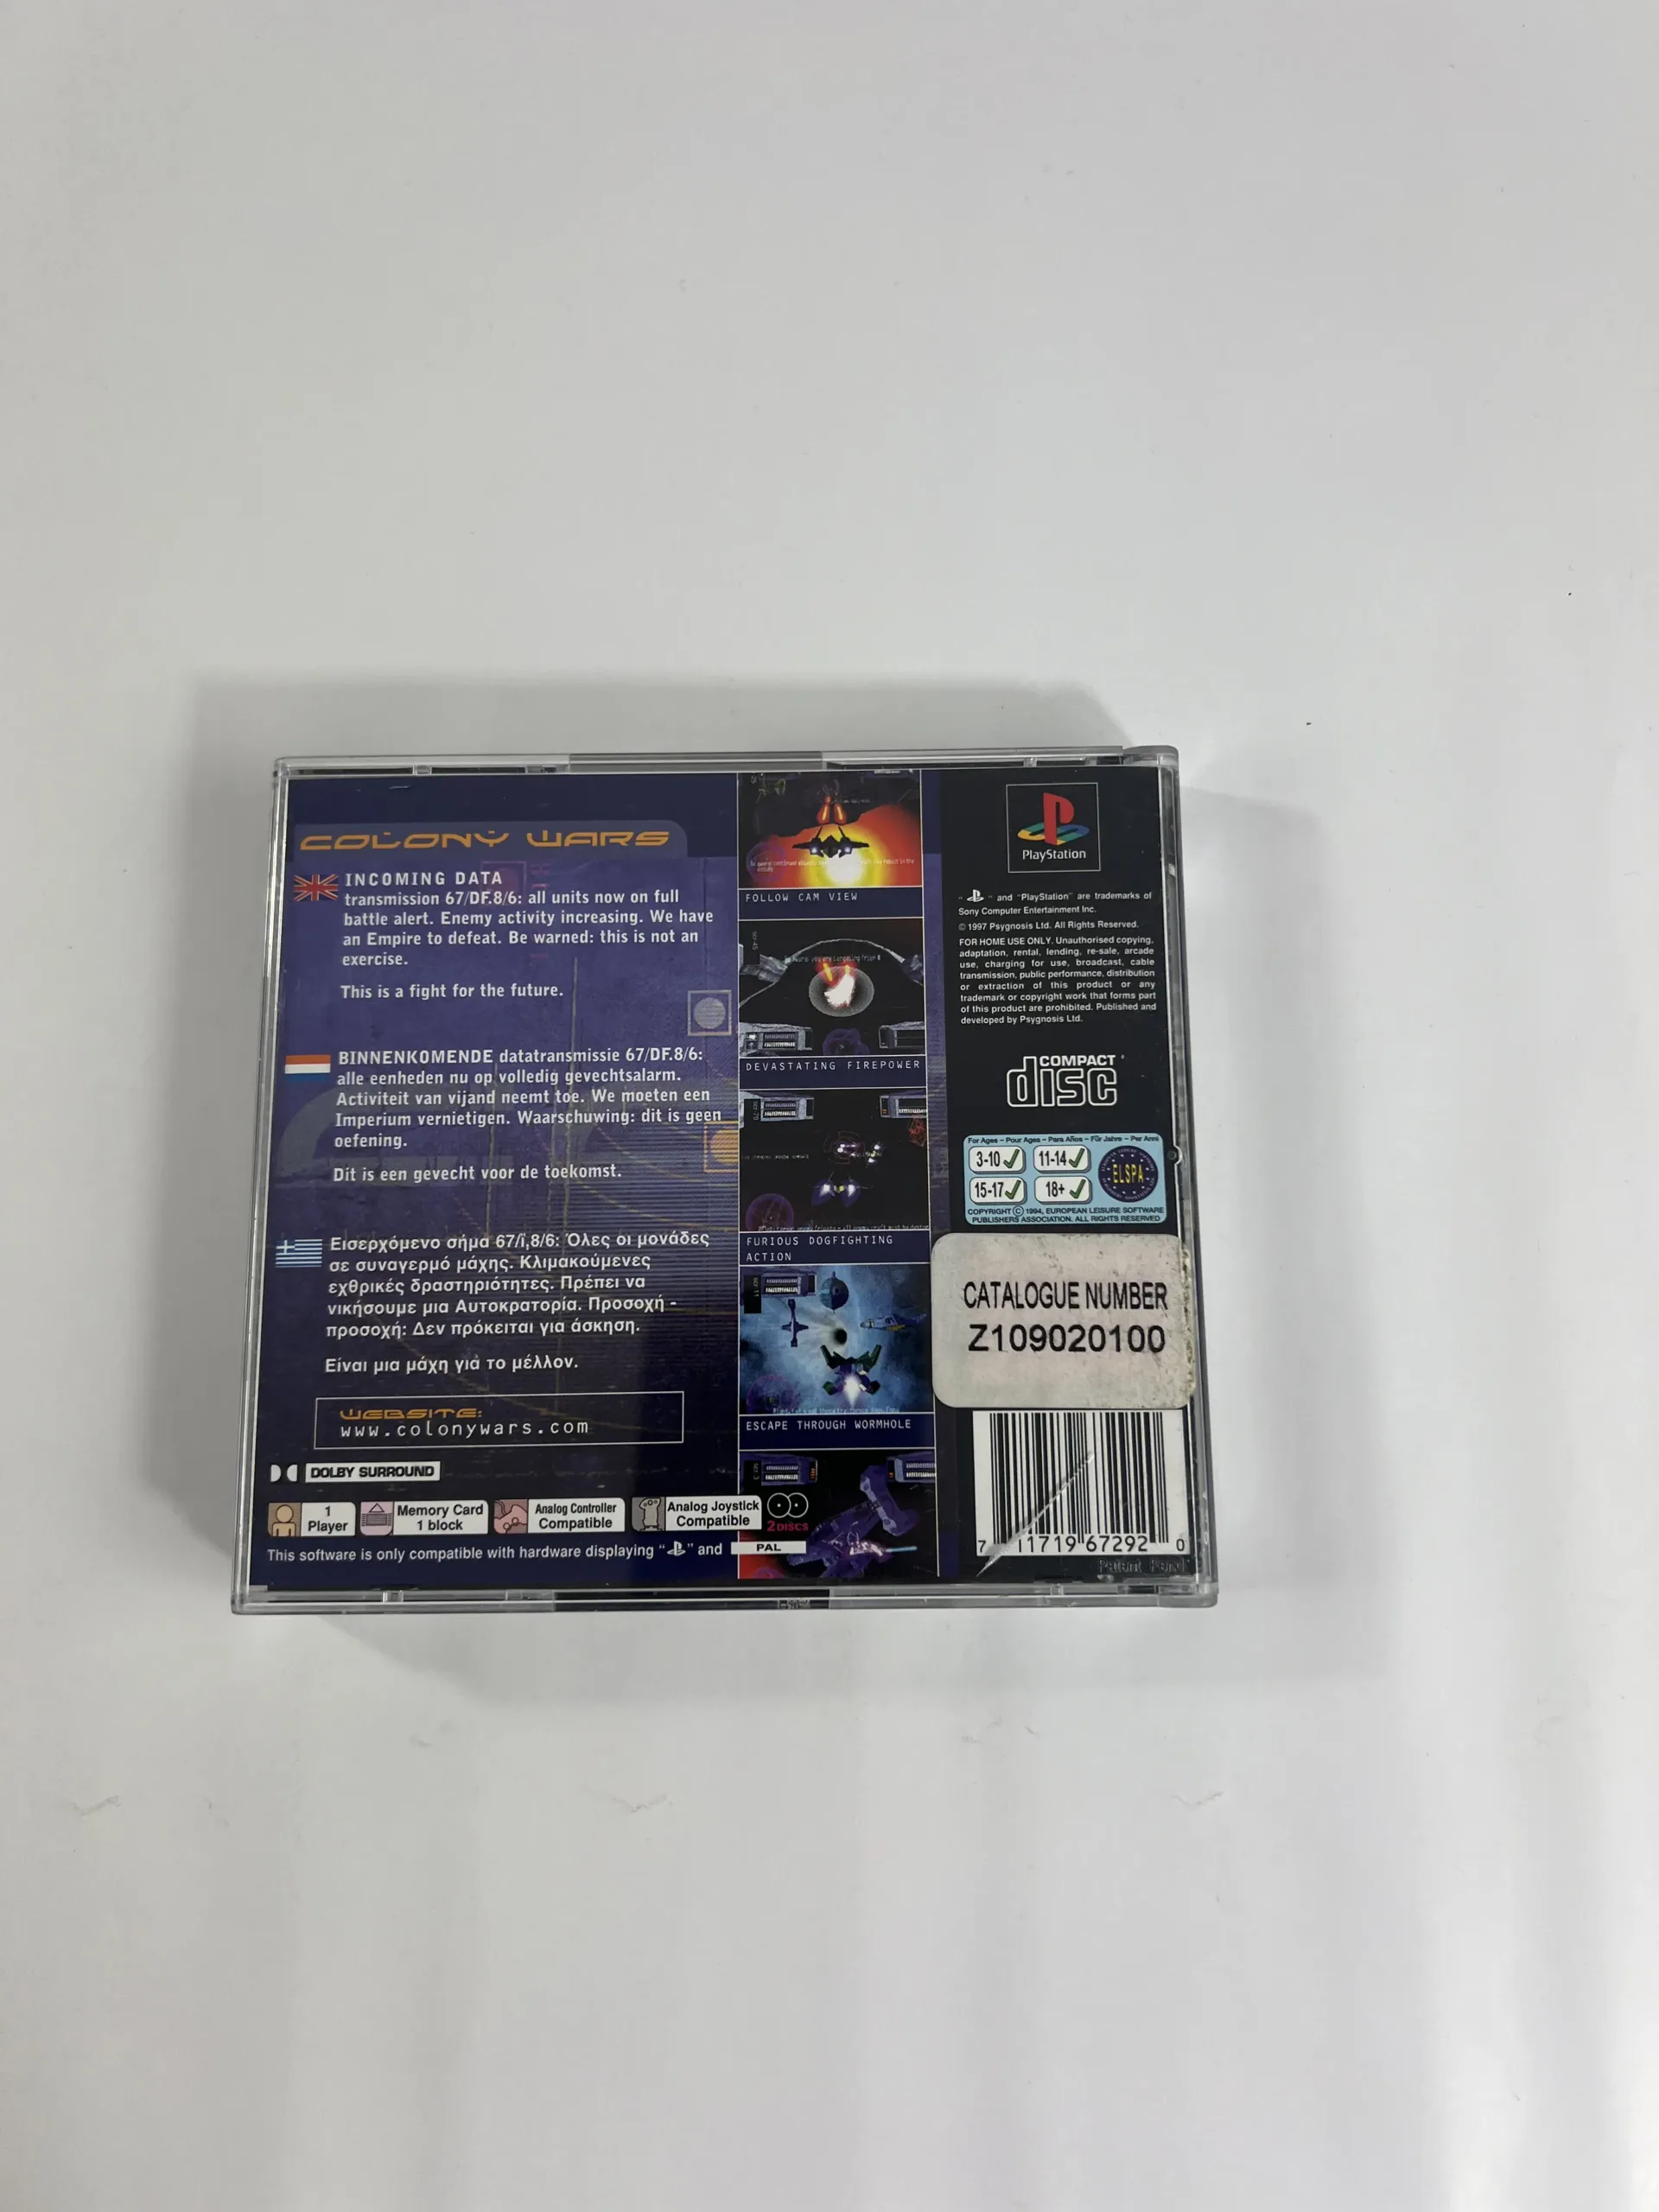 COLONY WARS
INCOMING DATA
transmission 67/DF.8/6: all units now on full
battle alert. Enemy activity increasing. We have
an Empire to defeat. Be warned: this is not an
exercise.
This is a fight for the future.
BINNENKOMENDE datatransmissie 67/DF.8/6:
alle eenheden nu op volledig gevechtsalarm.
Activiteit van vijand neemt toe. We moeten een
Imperium vernietigen. Waarschuwing: dit is geen
oefening.
Dit is een gevecht voor de toekomst.
Εισερχόμενο σήμα 67/ï,8/6: Όλες οι μονάδες
σε συναγερμό μάχης. Κλιμακούμενες
εχθρικές δραστηριότητες. Πρέπει να
νικήσουμε μια Αυτοκρατορία. Προσοχή -
προσοχή: Δεν πρόκειται για άσκηση.
Είναι μια μάχη γιά το μέλλον.
WEBSITE:
www.colonywars.com
DOLBY SURROUND
1
Player
Memory Card
1 block
Analog Controller
Compatible
Analog Joystick
Compatible
2 DISCS
This software is only compatible with hardware displaying " " and PAL
FOLLOW CAM VIEW
DEVASTATING FIREPOWER
FURIOUS DOGFIGHTING
ACTION
ESCAPE THROUGH WORMHOLE
PlayStation
" " and "PlayStation" are trademarks of
Sony Computer Entertainment Inc.
© 1997 Psygnosis Ltd. All Rights Reserved.
FOR HOME USE ONLY. Unauthorised copying,
adaptation, rental, lending, re-sale, arcade
use, charging for use, broadcast, cable
transmission, public performance, distribution
or extraction of this product or any
trademark or copyright work that forms part
of this product are prohibited. Published and
developed by Psygnosis Ltd.
COMPACT
disc
For Ages – Pour Ages – Para Años – Für Jahre – Per Anni
3-10 11-14
15-17 18+
ELSPA
COPYRIGHT © 1994, EUROPEAN LEISURE SOFTWARE
PUBLISHERS ASSOCIATION. ALL RIGHTS RESERVED
CATALOGUE NUMBER
Z109020100
7 11719 67292 0